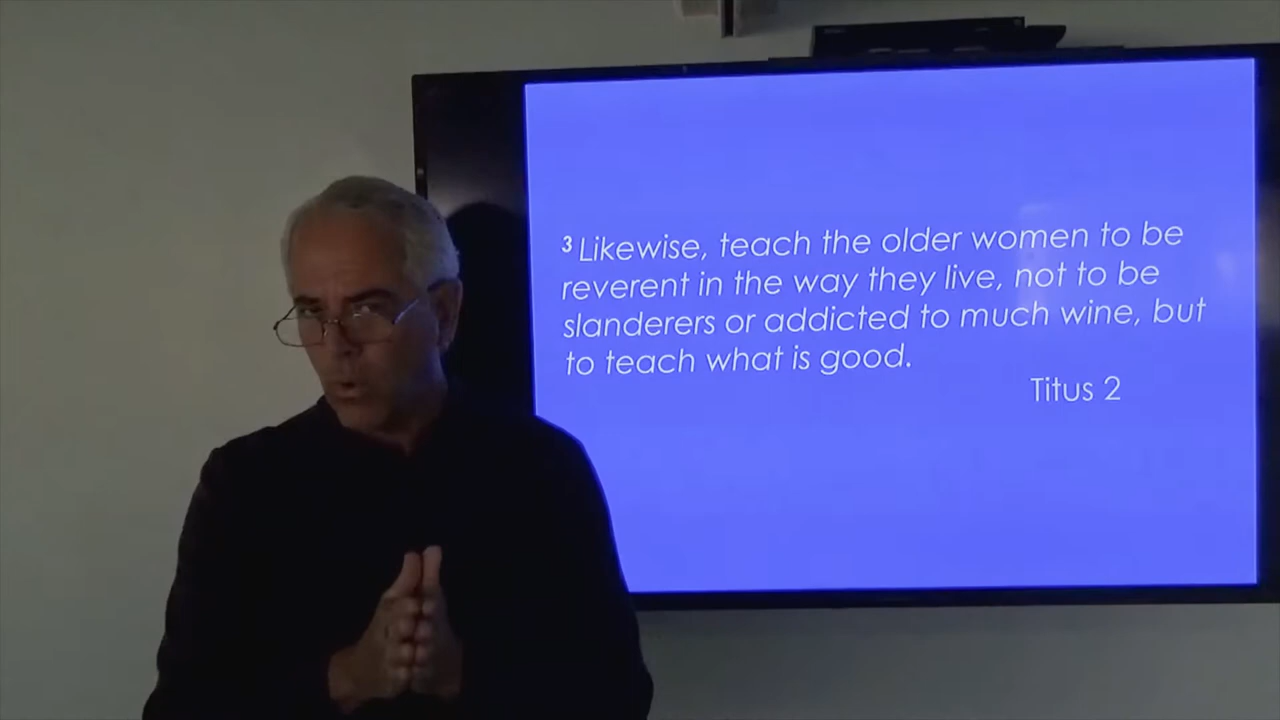 3 Likewise, teach the older women to be
reverent in the way they live, not to be
slanderers or addicted to much wine, but
to teach what is good.
Titus 2